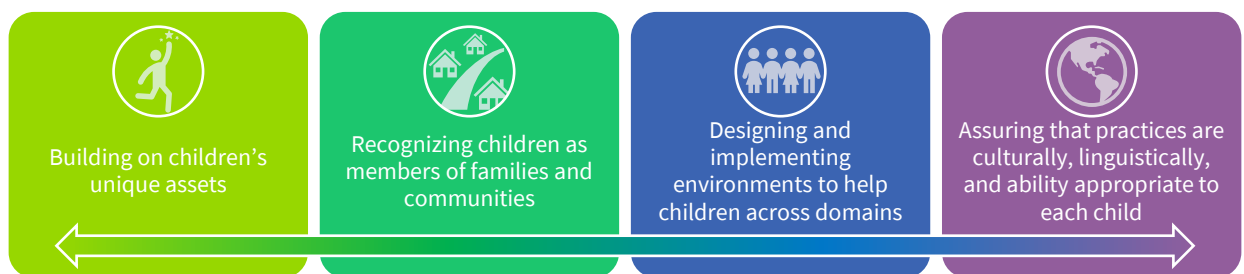 Building on children’s
unique assets
Recognizing children as
members of families and
communities
Designing and
implementing
environments to help
children across domains
Assuring that practices are
culturally, linguistically,
and ability appropriate to
each child